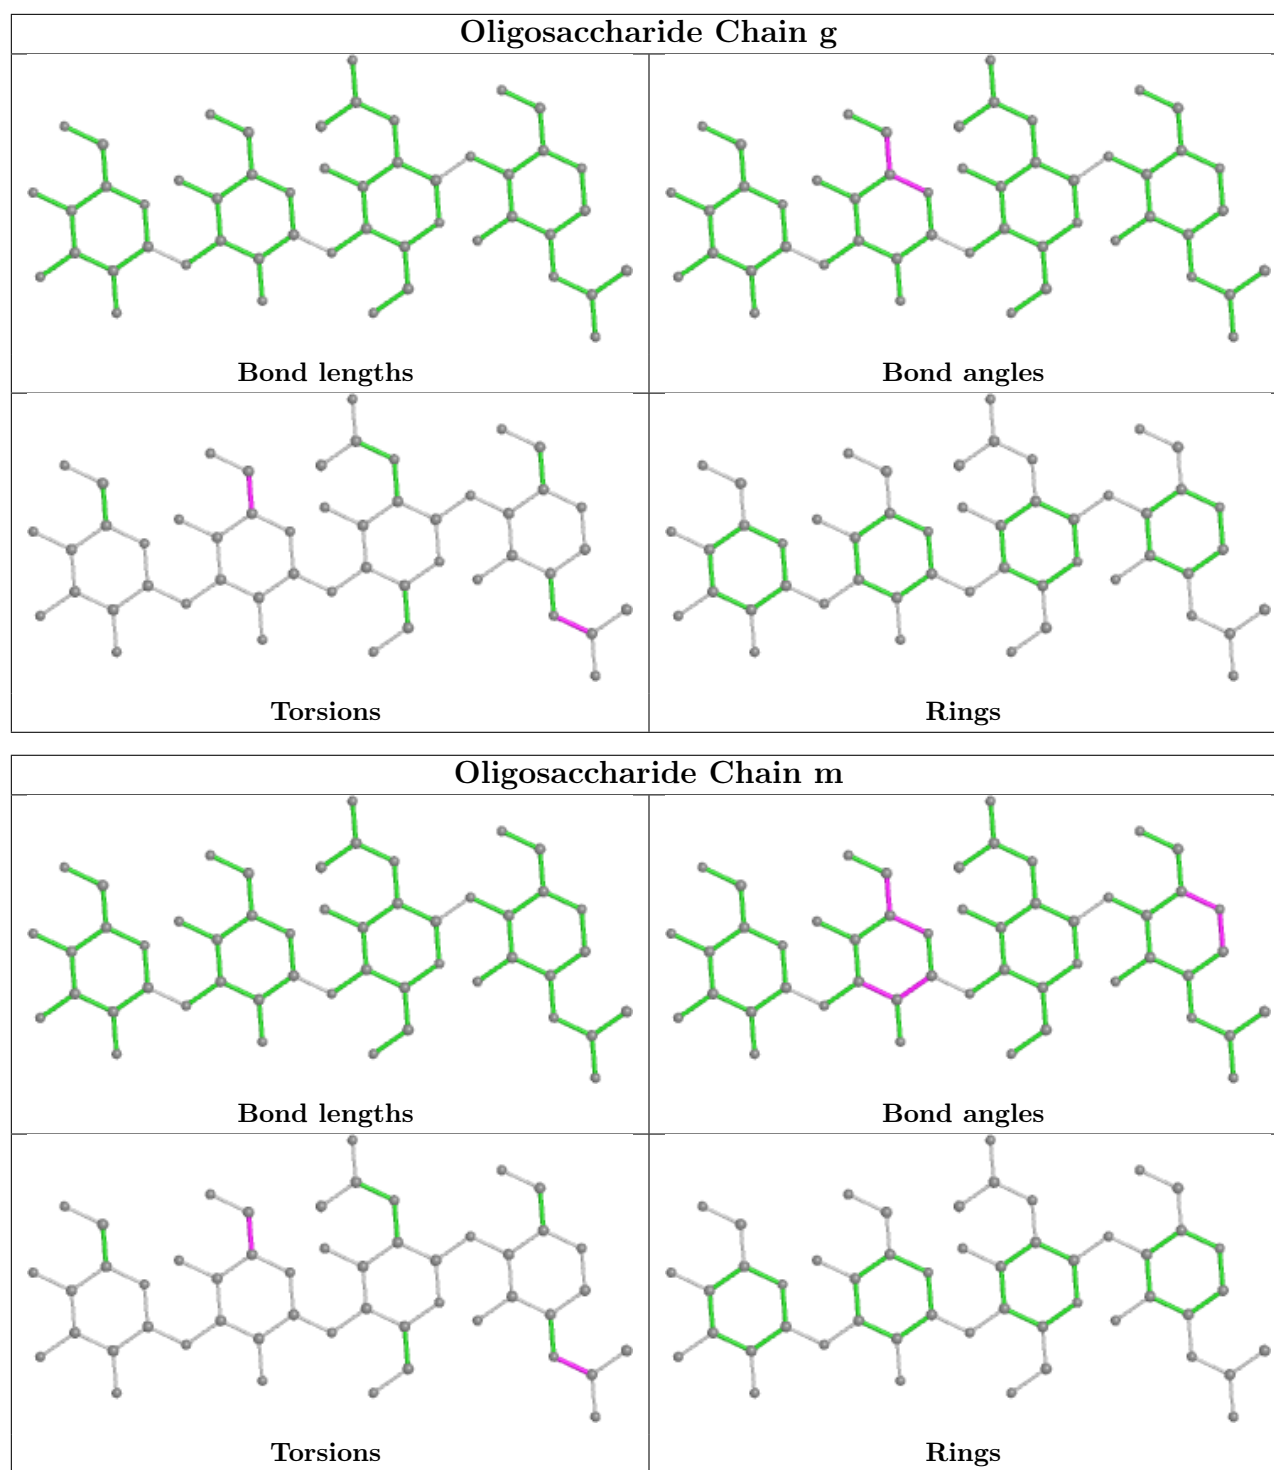 Oligosaccharide Chain g
Bond lengths
Bond angles
Torsions
Rings
Oligosaccharide Chain m
Bond lengths
Bond angles
Torsions
Rings